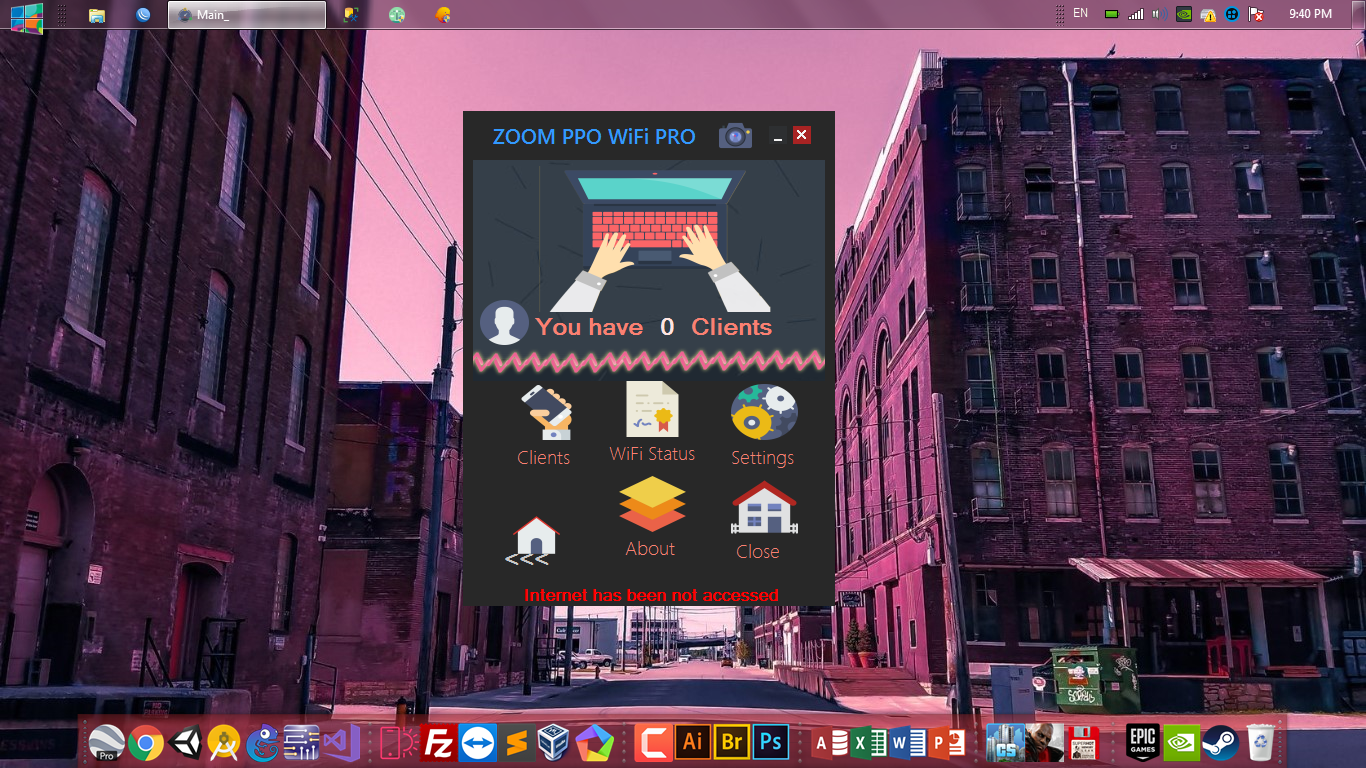 Main_
EN
9:40 PM
ZOOM PPO WiFi PRO
You have 0 Clients
Clients
WiFi Status
Settings
About
Close
Internet has been not accessed
Pro
Fz
Ai
Br
Ps
A
X
W
P
CS
EPIC
GAMES